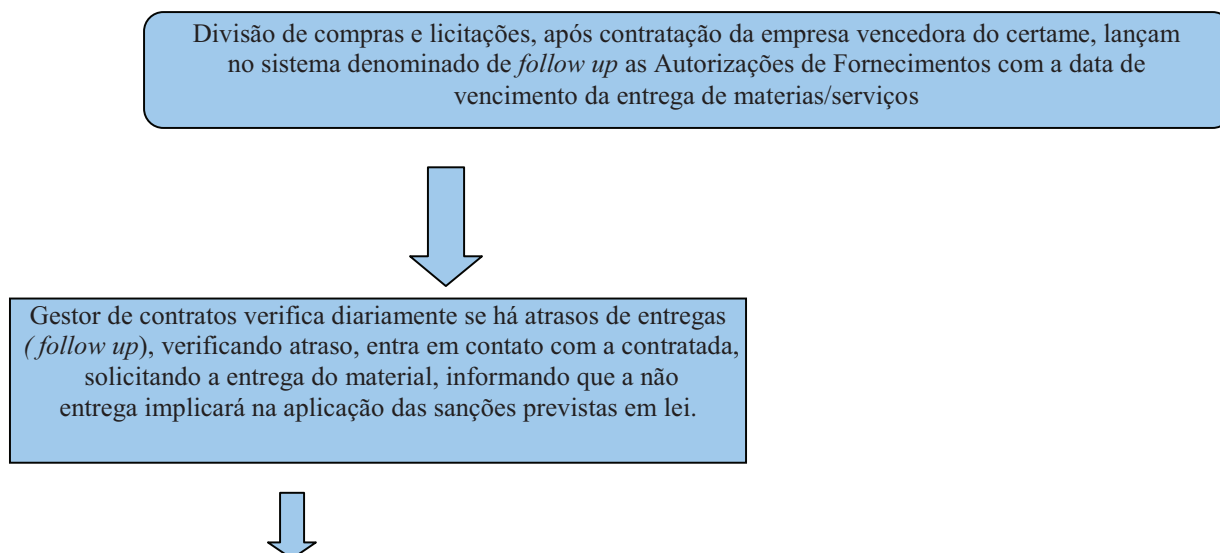 Divisão de compras e licitações, após contratação da empresa vencedora do certame, lançam
no sistema denominado de follow up as Autorizações de Fornecimentos com a data de
vencimento da entrega de materias/serviços
Gestor de contratos verifica diariamente se há atrasos de entregas
( follow up), verificando atraso, entra em contato com a contratada,
solicitando a entrega do material, informando que a não
entrega implicará na aplicação das sanções previstas em lei.